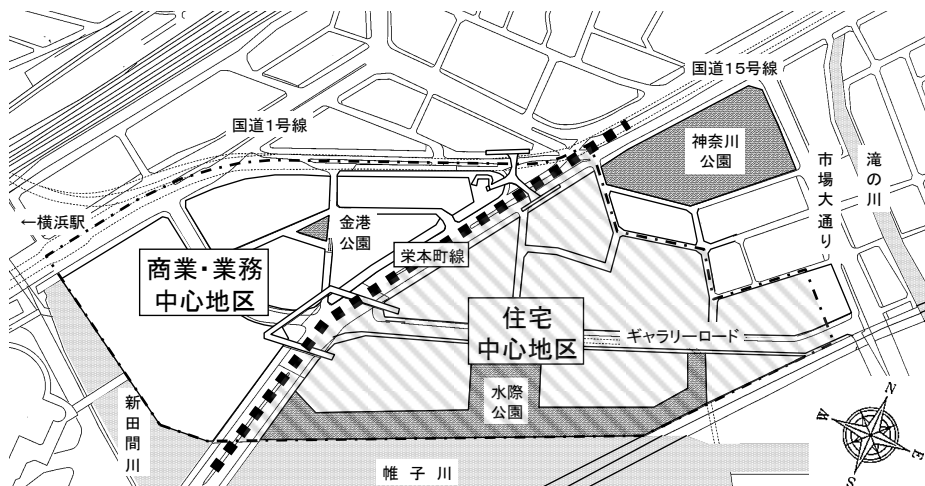 国道15号線
国道1号線
神奈川
公園
市場大通り
滝の川
←横浜駅
金港
公園
栄本町線
商業・業務
中心地区
住宅
中心地区
ギャラリーロード
水際
公園
新田間川
帷子川
N
W
E
S